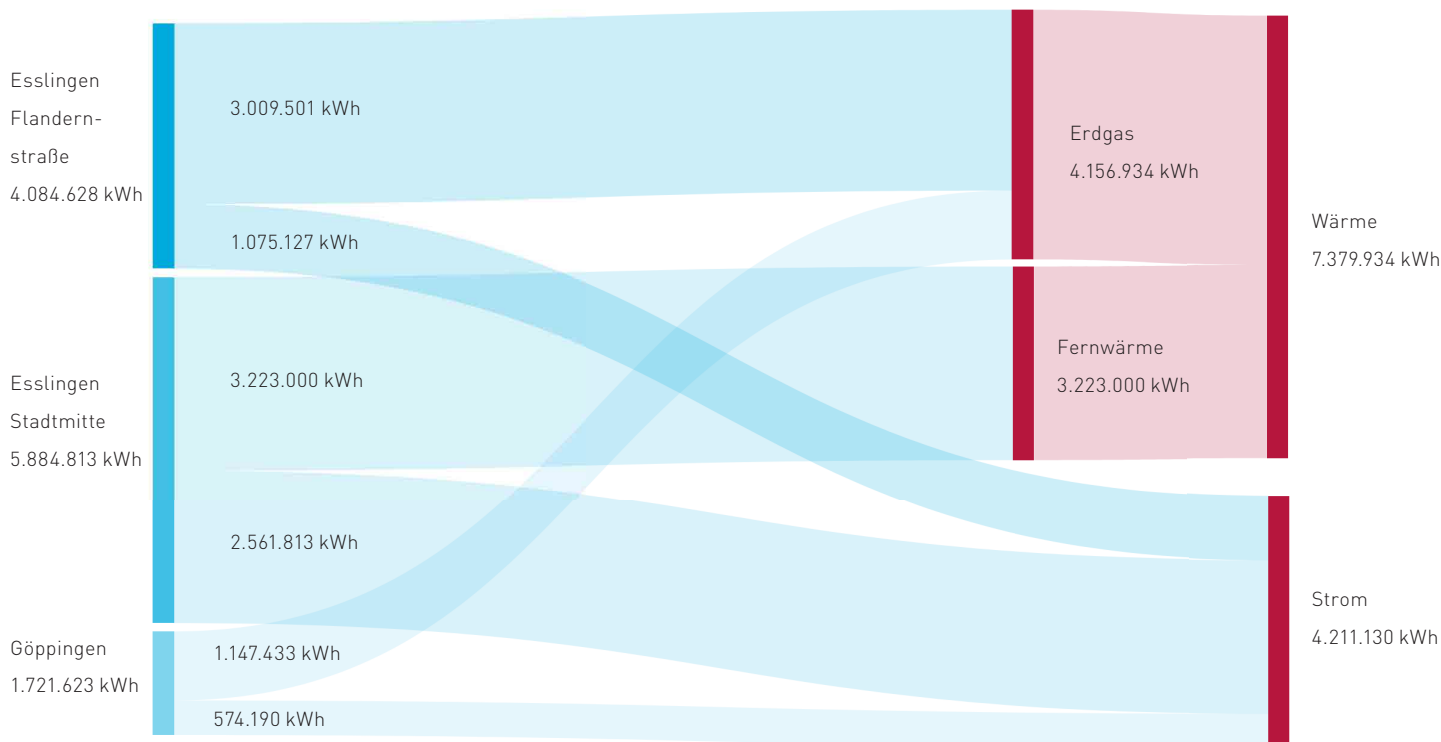 Esslingen
Flandern-
straße
4.084.628 kWh
3.009.501 kWh
1.075.127 kWh
Esslingen
Stadtmitte
5.884.813 kWh
3.223.000 kWh
2.561.813 kWh
Göppingen
1.721.623 kWh
1.147.433 kWh
574.190 kWh
Erdgas
4.156.934 kWh
Fernwärme
3.223.000 kWh
Wärme
7.379.934 kWh
Strom
4.211.130 kWh